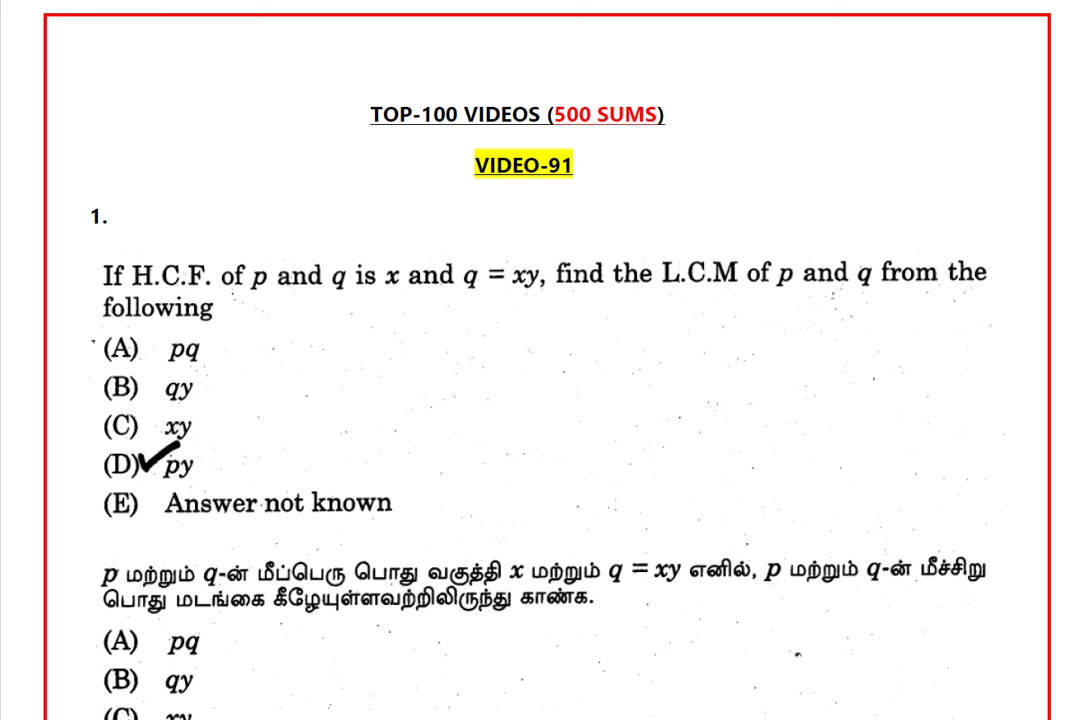 TOP-100 VIDEOS (500 SUMS)
VIDEO-91
1.
If H.C.F. of p and q is x and q = xy, find the L.C.M of p and q from the
following
(A) pq
(B) qy
(C) xy
(D) py
(E) Answer not known
p மற்றும் q-ன் மீப்பெரு பொது வகுத்தி x மற்றும் q = xy எனில், p மற்றும் q-ன் மீச்சிறு
பொது மடங்கை கீழேயுள்ளவற்றிலிருந்து காண்க.
(A) pq
(B) qy
(C) xy